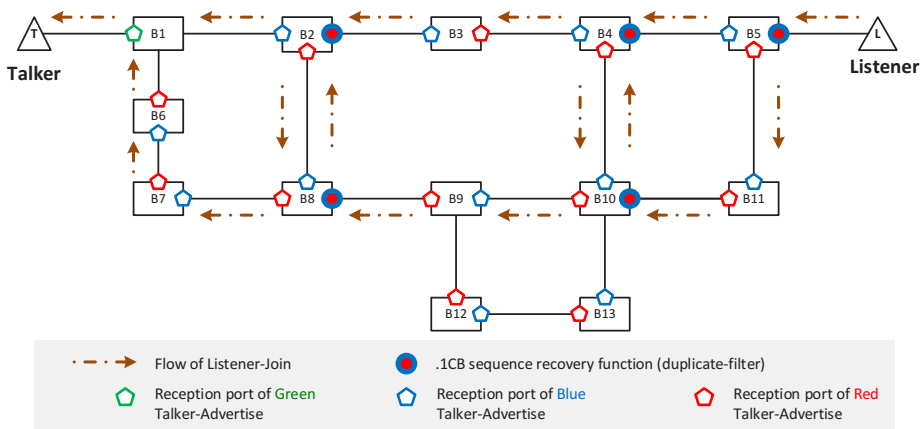 T
B1
B2
B3
B4
B5
L
Talker
Listener
B6
B7
B8
B9
B10
B11
B12
B13
Flow of Listener-Join
.1CB sequence recovery function (duplicate-filter)
Reception port of Green
Talker-Advertise
Reception port of Blue
Talker-Advertise
Reception port of Red
Talker-Advertise